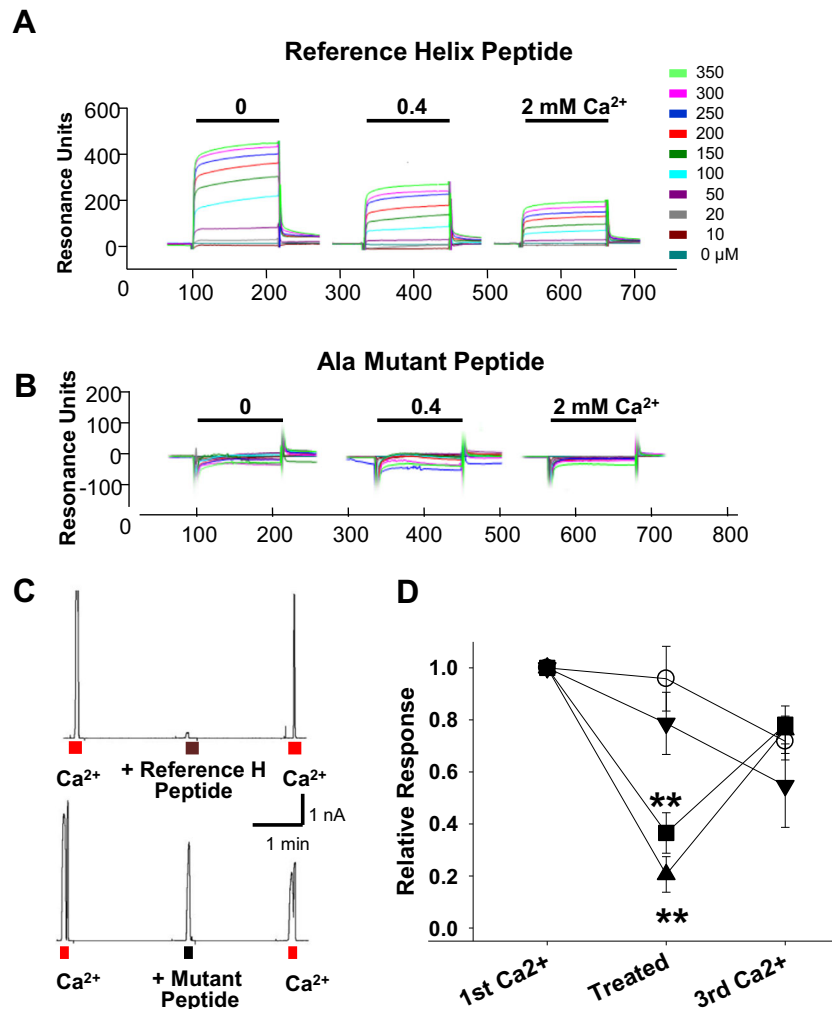 A
Reference Helix Peptide
Resonance Units
600
400
200
0
0
0.4
2 mM Ca²⁺
350
300
250
200
150
100
50
20
10
0 µM
0
100
200
300
400
500
600
700
B
Ala Mutant Peptide
Resonance Units
200
100
0
-100
0
0.4
2 mM Ca²⁺
0
100
200
300
400
500
600
700
800
C
Ca²⁺
+ Reference H
Peptide
Ca²⁺
1 nA
1 min
Ca²⁺
+ Mutant
Peptide
Ca²⁺
D
Relative Response
1.0
0.8
0.6
0.4
0.2
0.0
**
**
1st Ca2+
Treated
3rd Ca2+